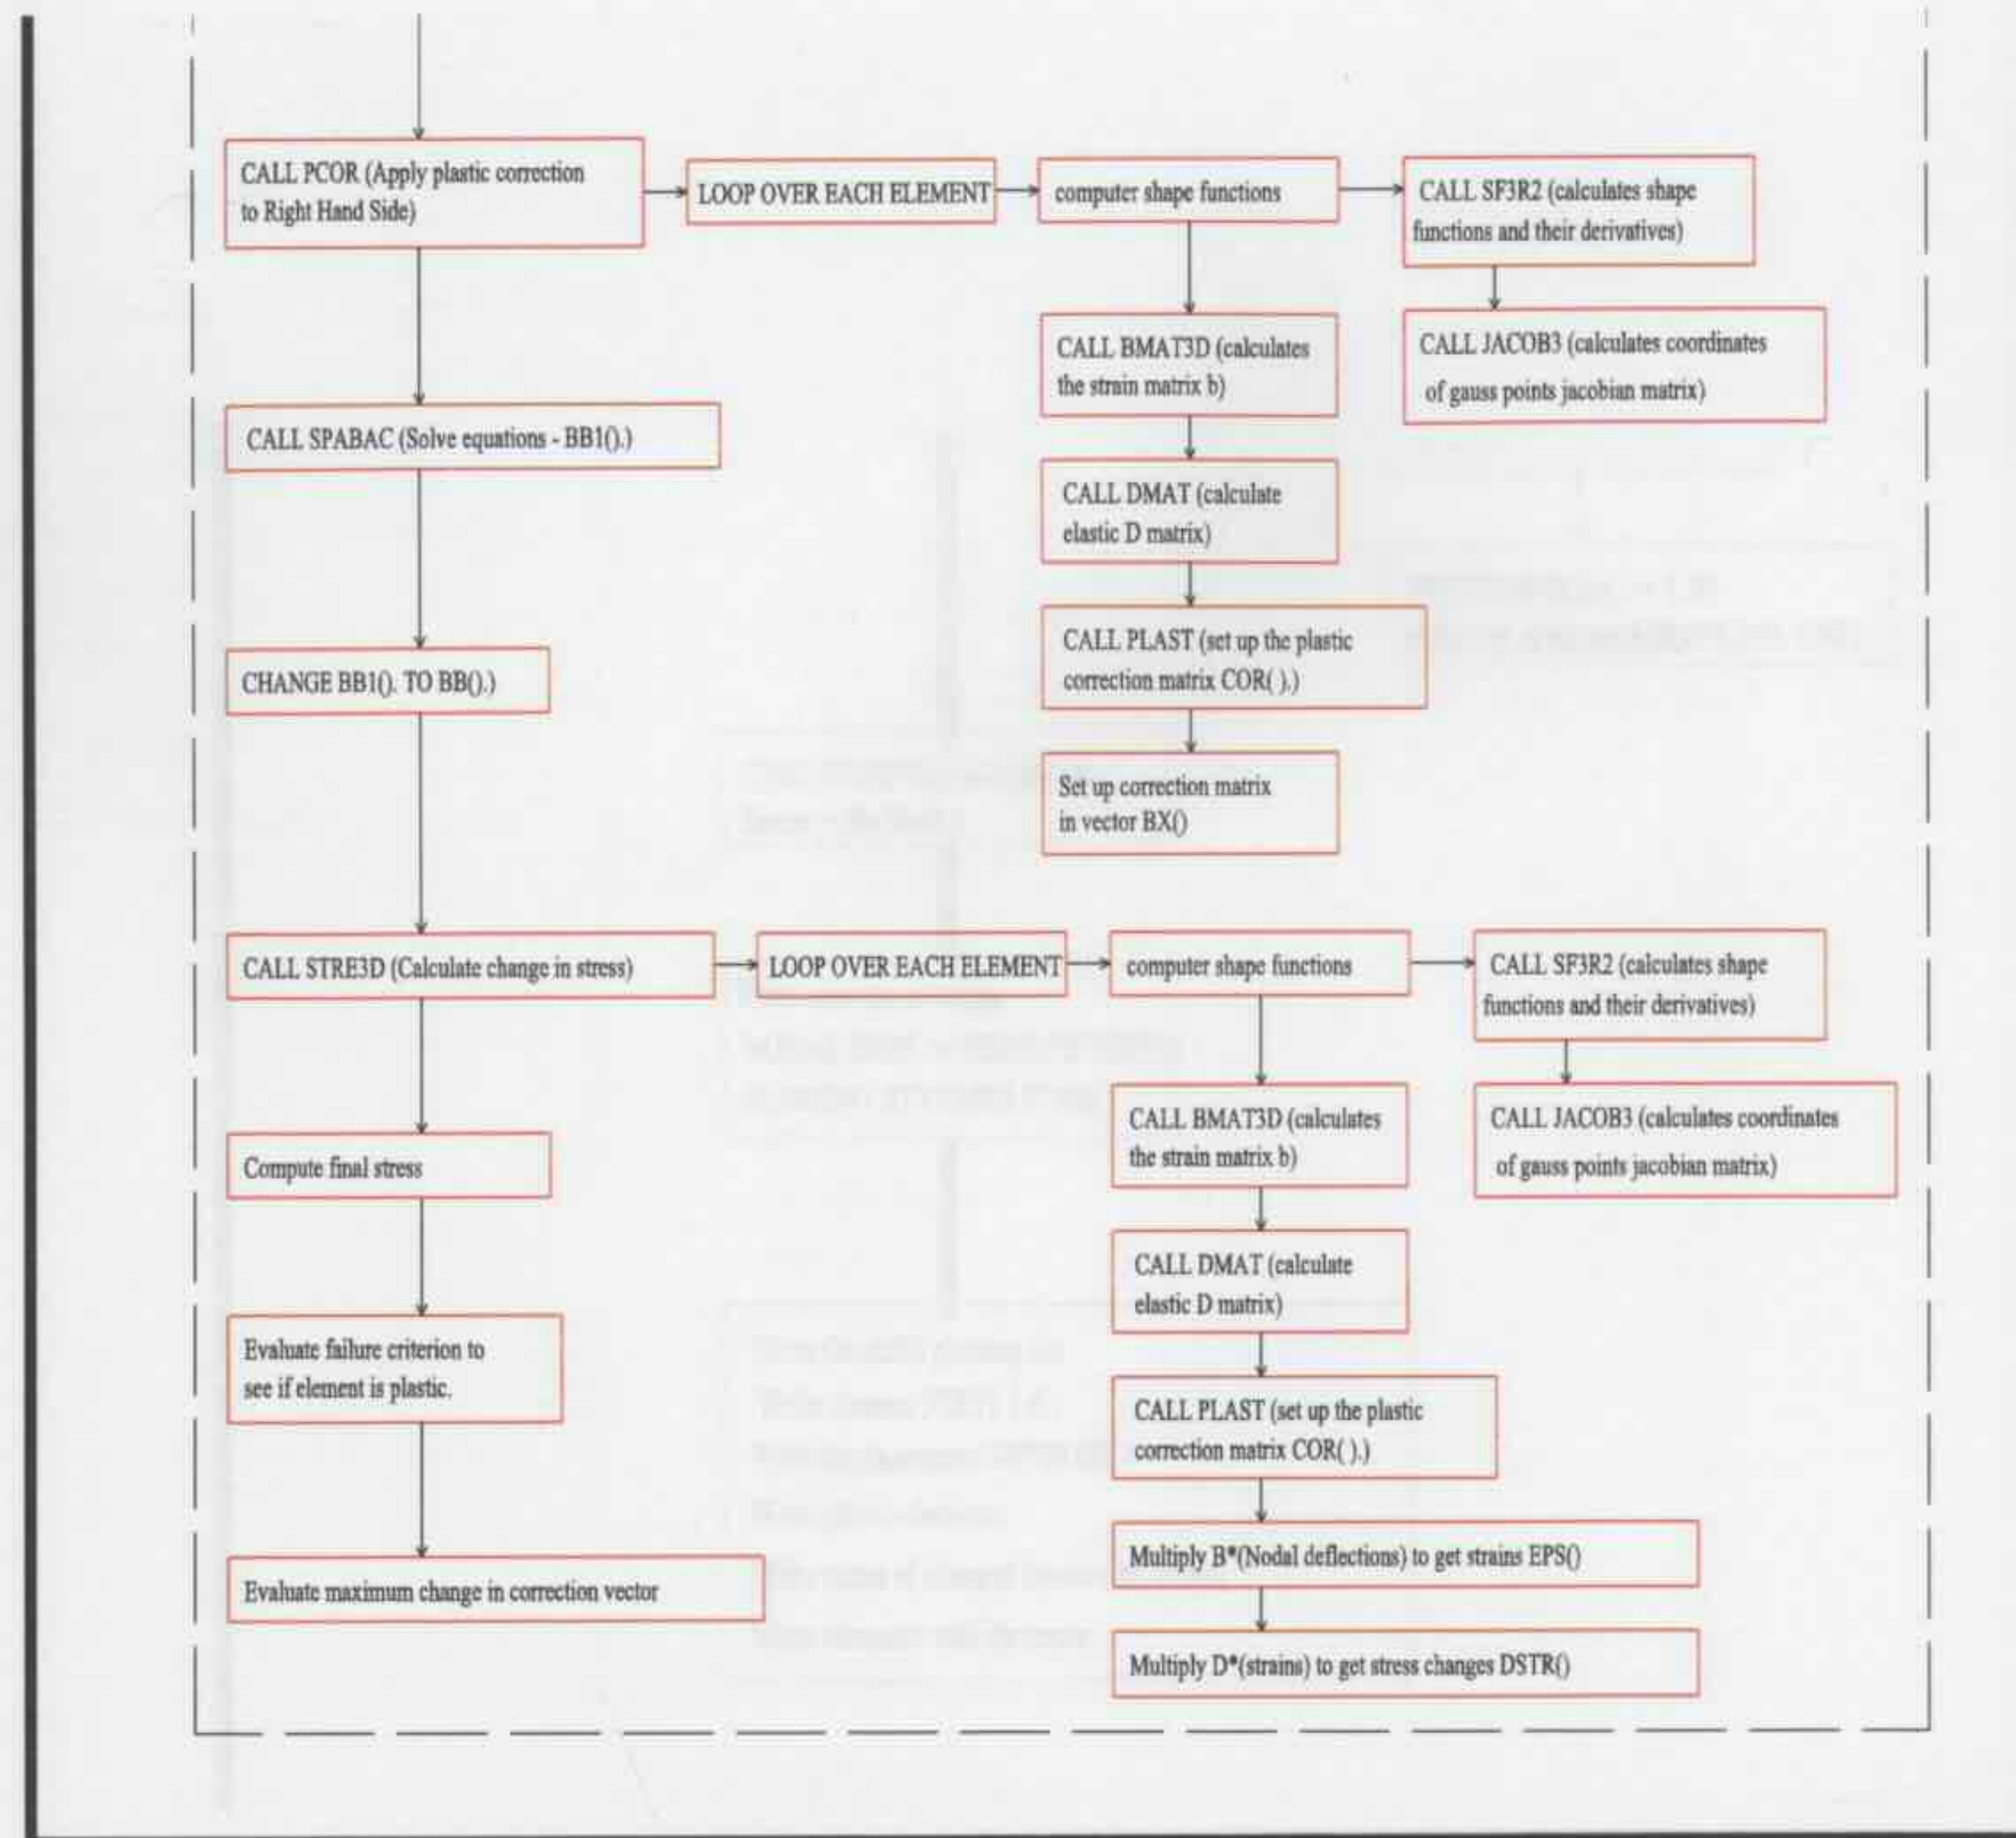 CALL PCOR (Apply plastic correction
to Right Hand Side)
LOOP OVER EACH ELEMENT
computer shape functions
CALL SF3R2 (calculates shape
functions and their derivatives)
CALL JACOB3 (calculates coordinates
of gauss points jacobian matrix)
CALL BMAT3D (calculates
the strain matrix b)
CALL DMAT (calculate
elastic D matrix)
CALL PLAST (set up the plastic
correction matrix COR( ).)
Set up correction matrix
in vector BX()
CALL SPABAC (Solve equations - BB1().)
CHANGE BB1(). TO BB().)
CALL STRE3D (Calculate change in stress)
LOOP OVER EACH ELEMENT
computer shape functions
CALL SF3R2 (calculates shape
functions and their derivatives)
CALL JACOB3 (calculates coordinates
of gauss points jacobian matrix)
CALL BMAT3D (calculates
the strain matrix b)
CALL DMAT (calculate
elastic D matrix)
CALL PLAST (set up the plastic
correction matrix COR( ).)
Multiply B*(Nodal deflections) to get strains EPS()
Multiply D*(strains) to get stress changes DSTR()
Compute final stress
Evaluate failure criterion to
see if element is plastic.
Evaluate maximum change in correction vector